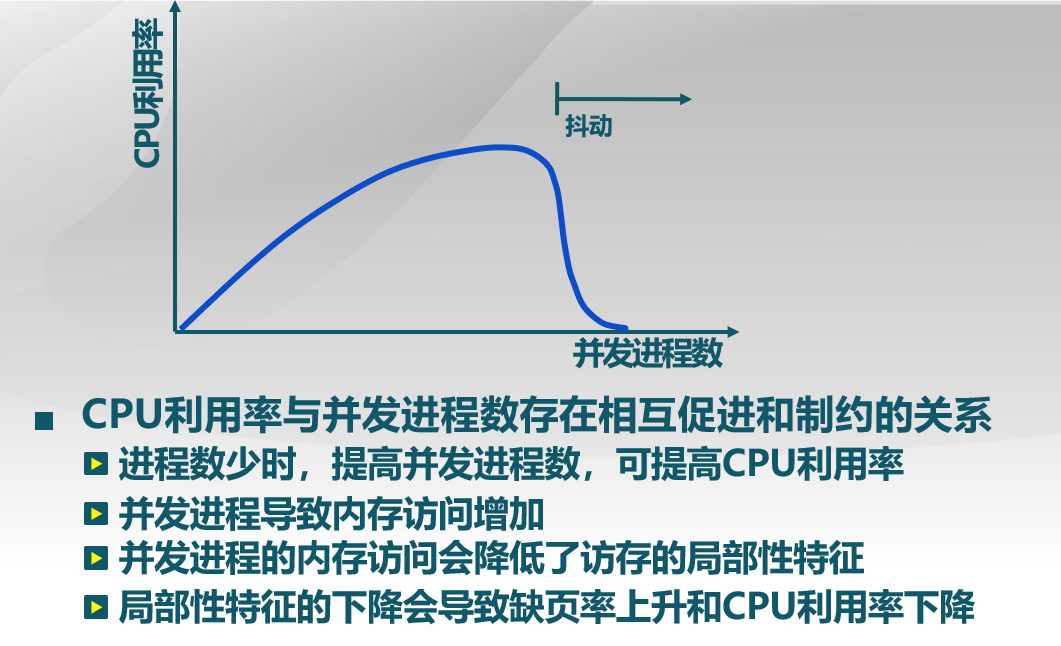 CPU利用率
抖动
并发进程数
CPU利用率与并发进程数存在相互促进和制约的关系
进程数少时，提高并发进程数，可提高CPU利用率
并发进程导致内存访问增加
并发进程的内存访问会降低了访存的局部性特征
局部性特征的下降会导致缺页率上升和CPU利用率下降